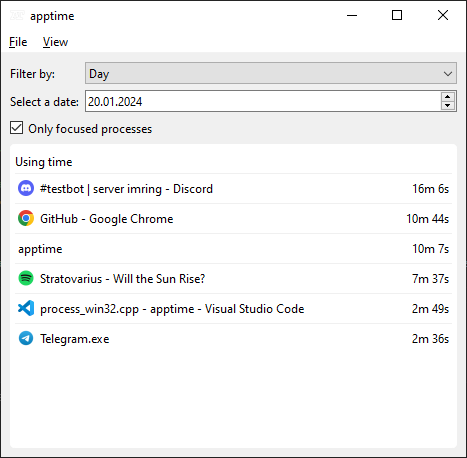 apptime
File View
Filter by: Day
Select a date: 20.01.2024
Only focused processes
Using time
#testbot | server imring - Discord 16m 6s
GitHub - Google Chrome 10m 44s
apptime 10m 7s
Stratovarius - Will the Sun Rise? 7m 37s
process_win32.cpp - apptime - Visual Studio Code 2m 49s
Telegram.exe 2m 36s